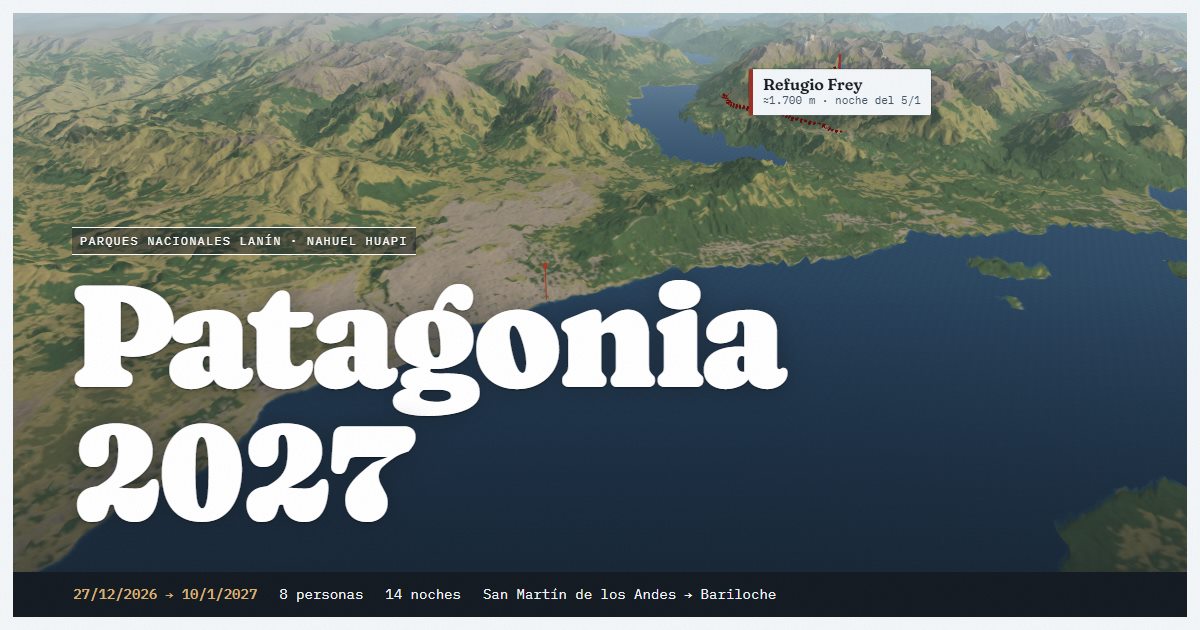 Refugio Frey
≈1.700 m · noche del 5/1
PARQUES NACIONALES LANÍN · NAHUEL HUAPI
Patagonia
2027
27/12/2026 → 10/1/2027 8 personas 14 noches San Martín de los Andes → Bariloche